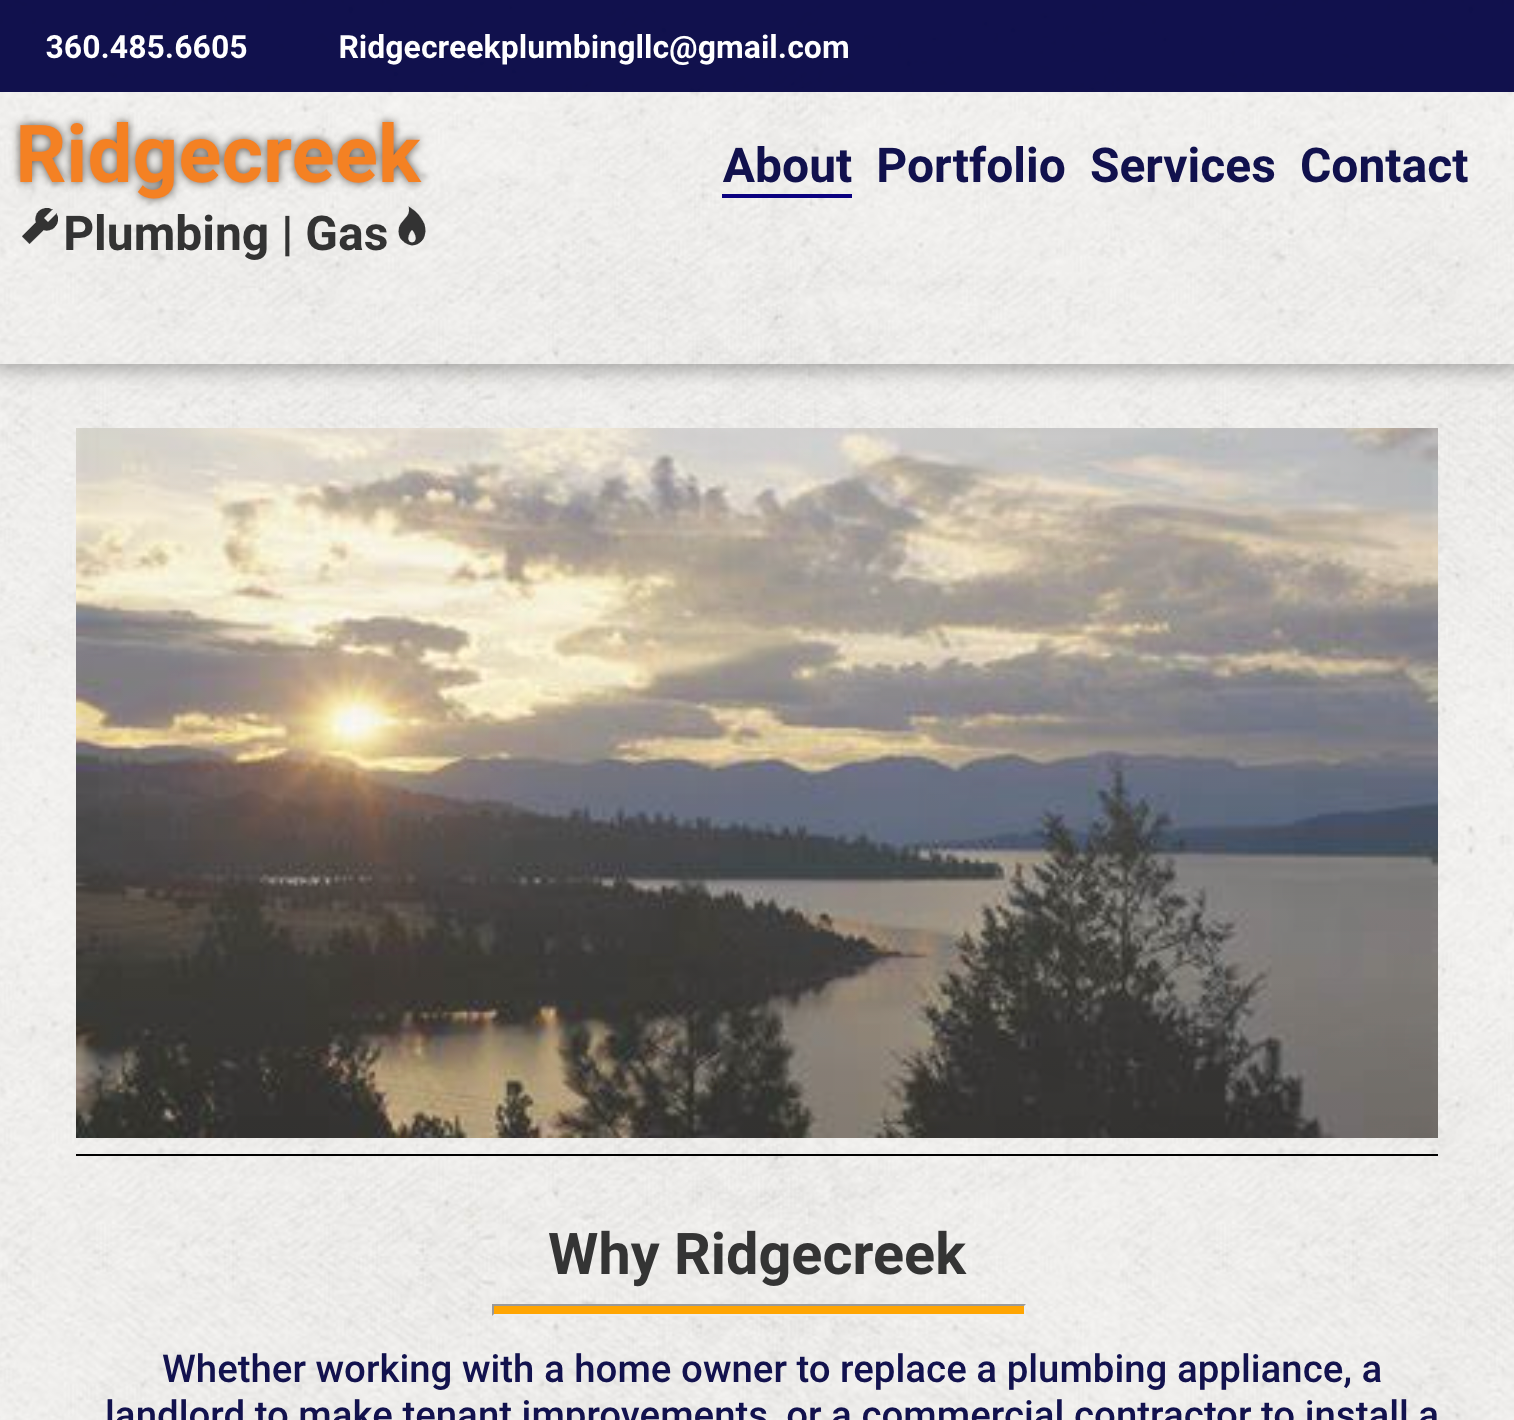 360.485.6605 Ridgecreekplumbingllc@gmail.com
Ridgecreek
Plumbing | Gas
About Portfolio Services Contact
Why Ridgecreek
Whether working with a home owner to replace a plumbing appliance, a
landlord to make tenant improvements, or a commercial contractor to install a